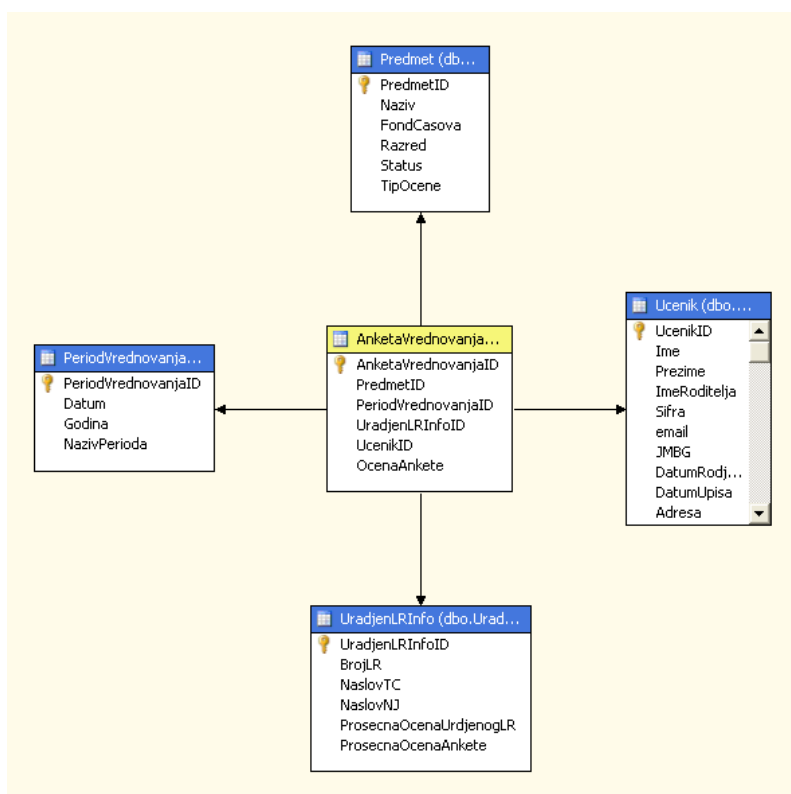 Predmet (db...
PredmetID
Naziv
FondCasova
Razred
Status
TipOcene
Ucenik (dbo....
UcenikID
Ime
Prezime
ImeRoditelja
Sifra
email
JMBG
DatumRodj...
DatumUpisa
Adresa
AnketaVrednovanja...
AnketaVrednovanjaID
PredmetID
PeriodVrednovanjaID
UradjenLRInfoID
UcenikID
OcenaAnkete
PeriodVrednovanja...
PeriodVrednovanjaID
Datum
Godina
NazivPerioda
UradjenLRInfo (dbo.Urad...
UradjenLRInfoID
BrojLR
NaslovTC
NaslovNJ
ProsecnaOcenaUrdjenogLR
ProsecnaOcenaAnkete